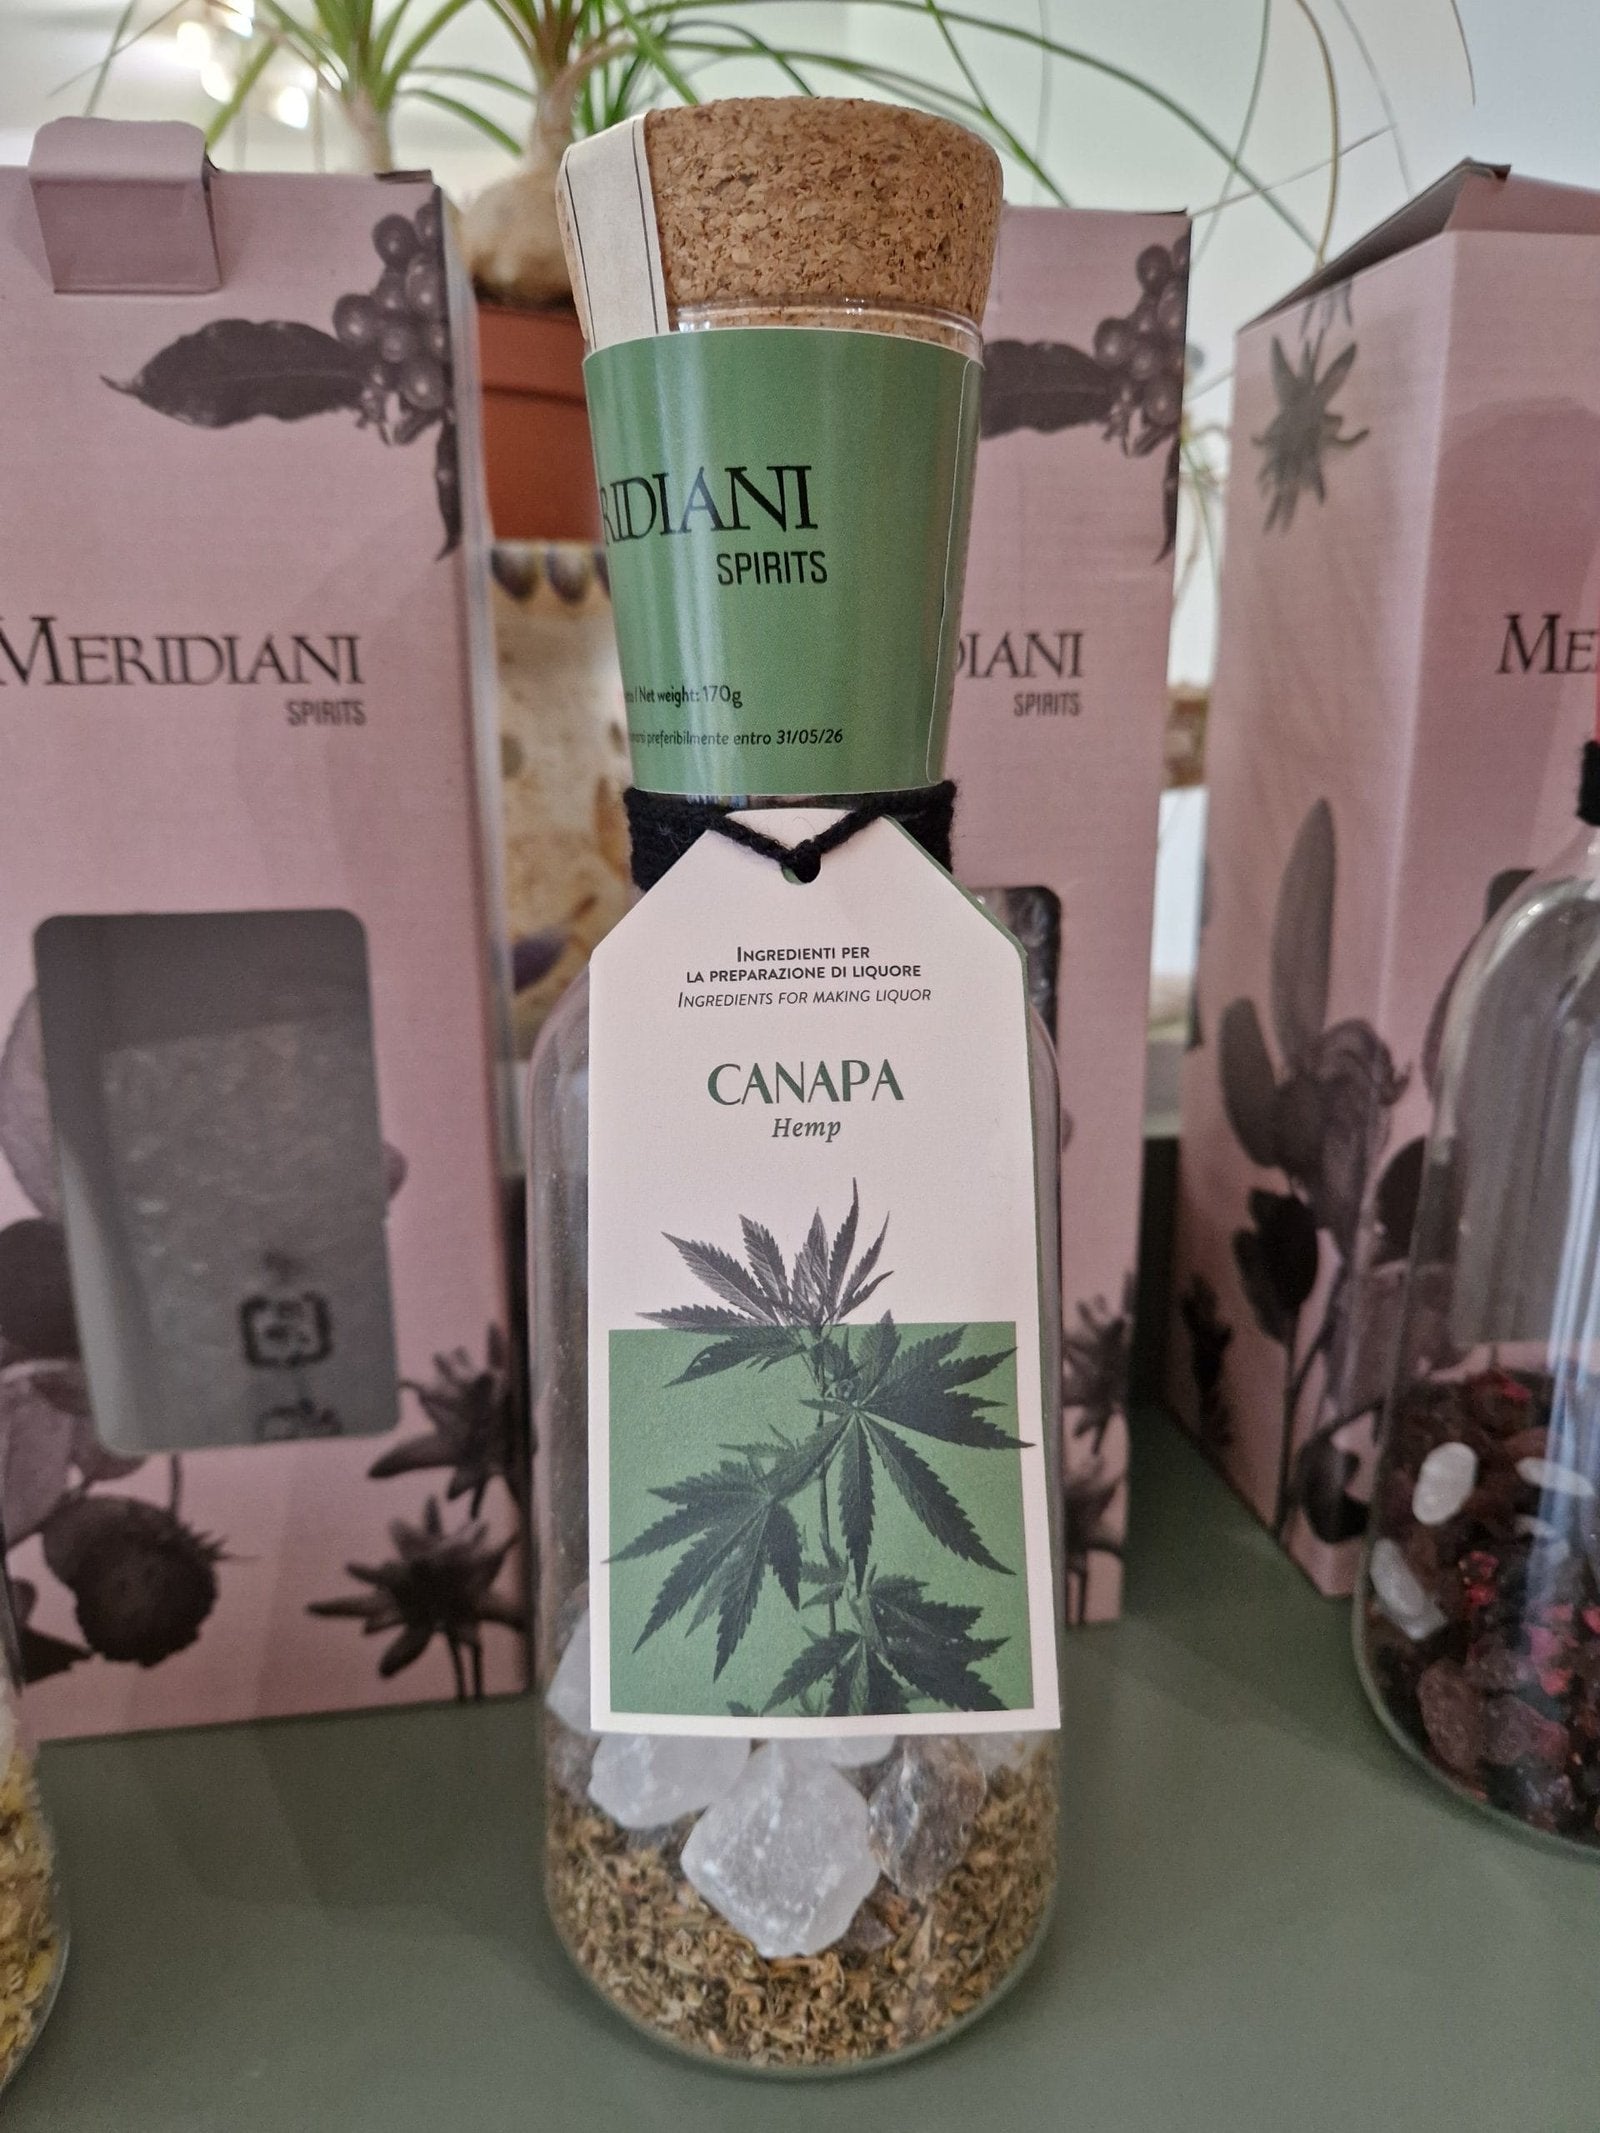 RIDIANI
SPIRITS
Net weight: 170g
preferibilmente entro 31/05/26
INGREDIENTI PER
LA PREPARAZIONE DI LIQUORE
INGREDIENTS FOR MAKING LIQUOR
CANAPA
Hemp
MERIDIANI
SPIRITS
DIANI
SPIRITS
ME